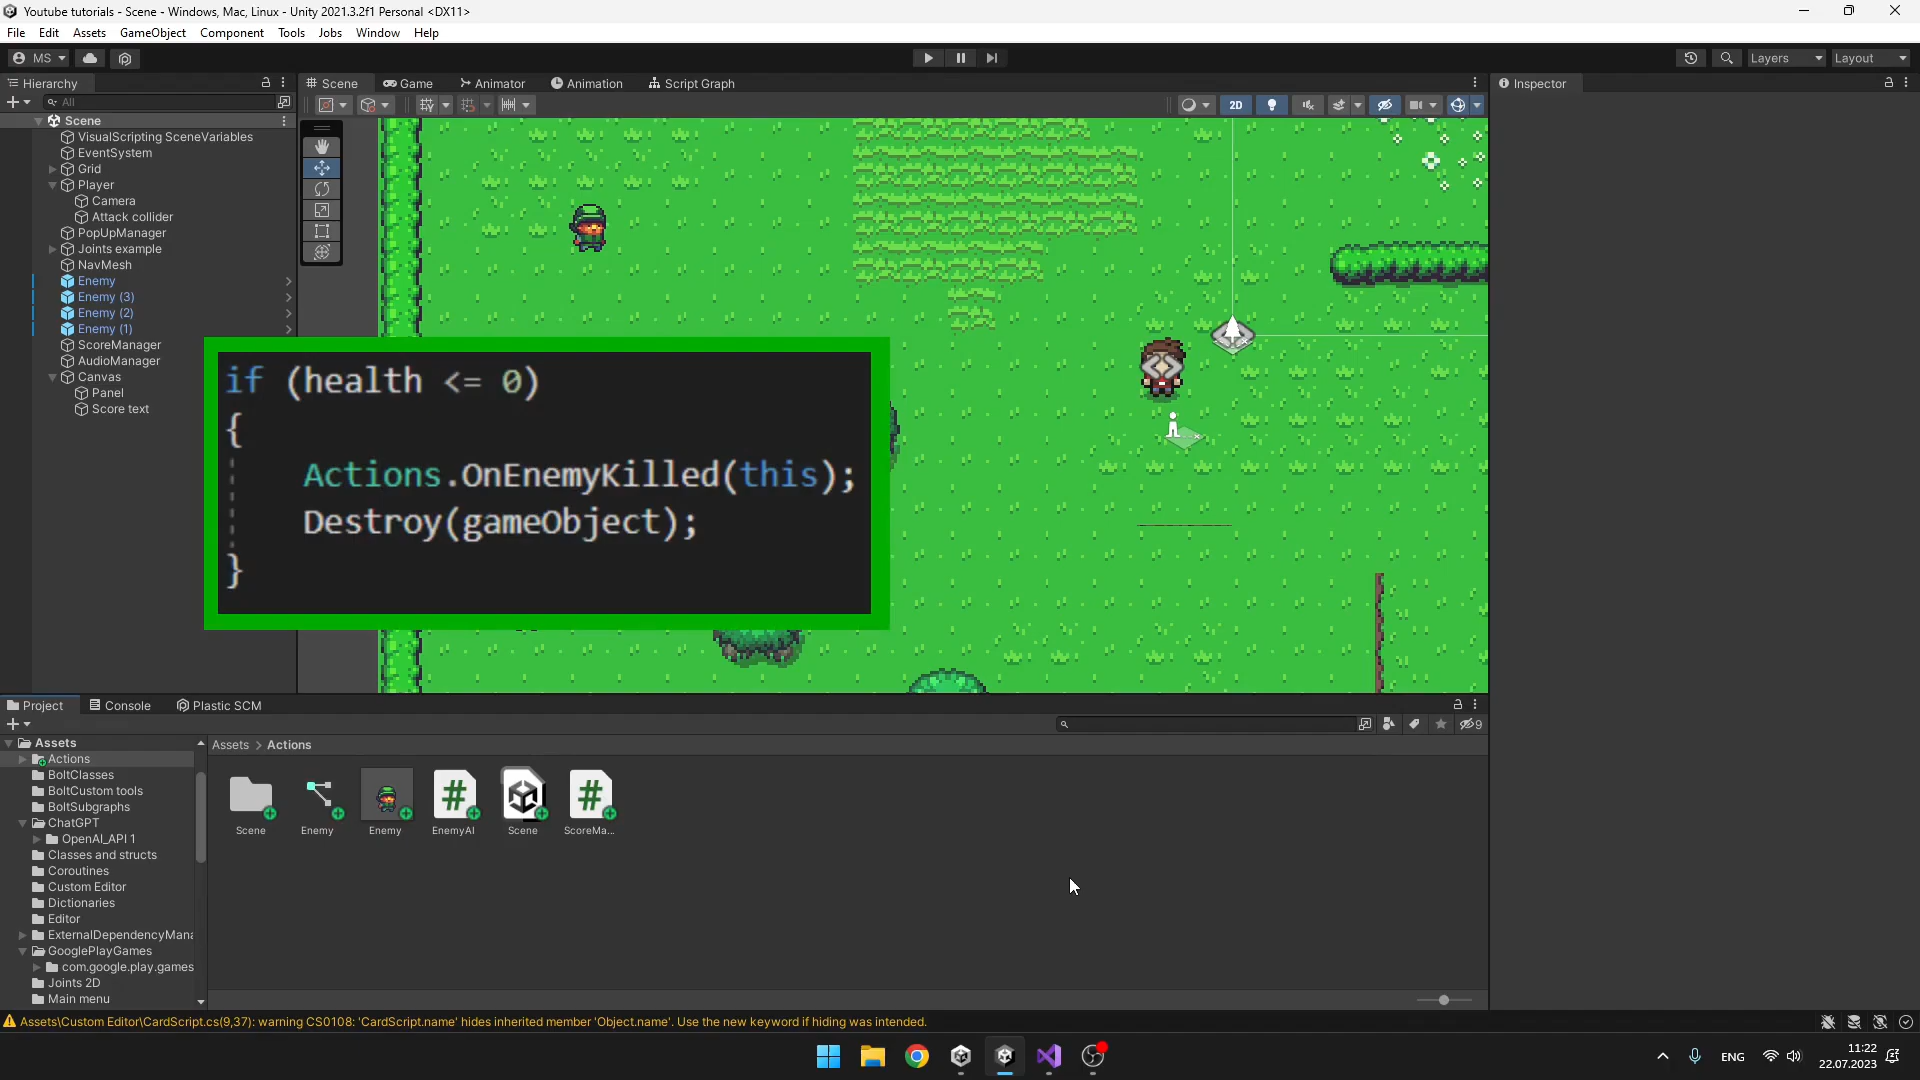 Youtube tutorials - Scene - Windows, Mac, Linux - Unity 2021.3.2f1 Personal <DX11>
File Edit Assets GameObject Component Tools Jobs Window Help
MS Layers Layout
Hierarchy
All
Scene
VisualScripting SceneVariables
EventSystem
Grid
Player
Camera
Attack collider
PopUpManager
Joints example
NavMesh
Enemy
Enemy (3)
Enemy (2)
Enemy (1)
ScoreManager
AudioManager
Canvas
Panel
Score text
Scene Game Animator Animation Script Graph
2D
Inspector
if (health <= 0)
{
Actions.OnEnemyKilled(this);
Destroy(gameObject);
}
Project Console Plastic SCM
9
Assets
Actions
BoltClasses
BoltCustom tools
BoltSubgraphs
ChatGPT
OpenAI_API 1
Classes and structs
Coroutines
Custom Editor
Dictionaries
Editor
ExternalDependencyMana
GooglePlayGames
com.google.play.games
Joints 2D
Main menu
Assets > Actions
Scene Enemy Enemy EnemyAI Scene ScoreMa...
Assets\Custom Editor\CardScript.cs(9,37): warning CS0108: 'CardScript.name' hides inherited member 'Object.name'. Use the new keyword if hiding was intended.
ENG
11:22
22.07.2023